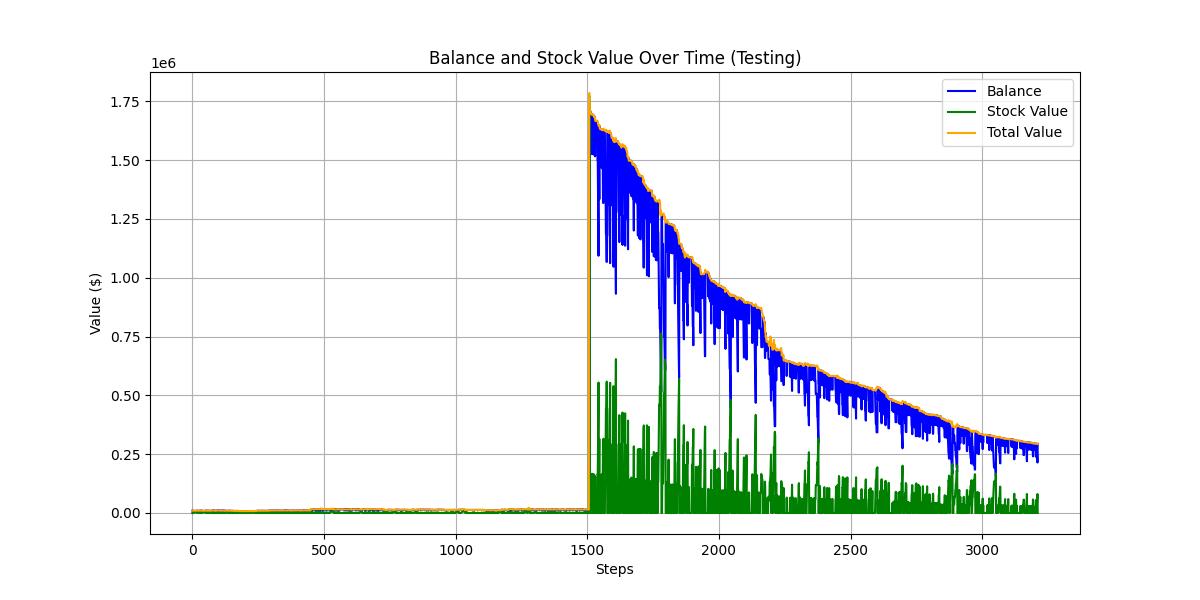 Balance and Stock Value Over Time (Testing)
1e6
Balance
Stock Value
Total Value
1.75
1.50
1.25
1.00
0.75
0.50
0.25
0.00
Value ($)
0 500 1000 1500 2000 2500 3000
Steps